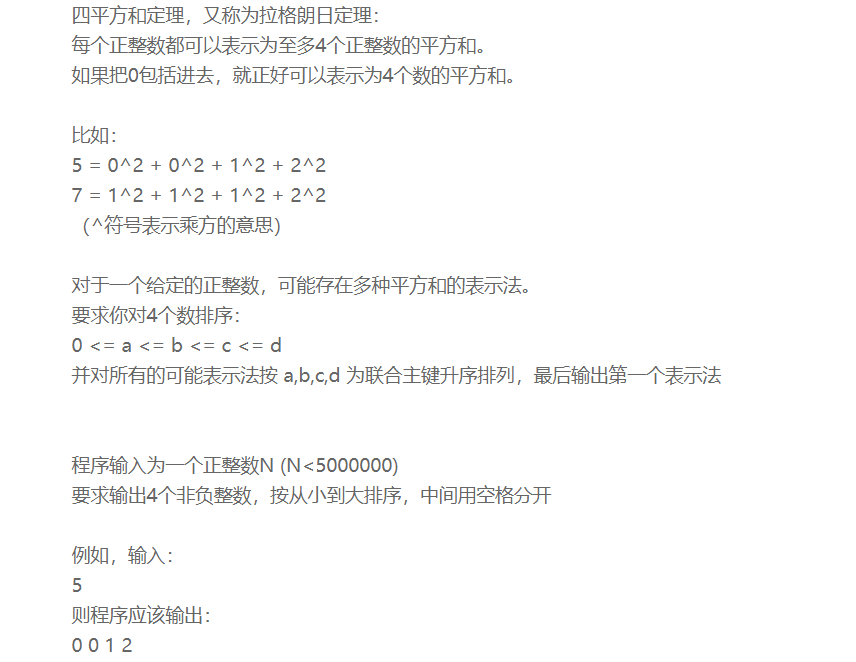 四平方和定理，又称为拉格朗日定理：
每个正整数都可以表示为至多4个正整数的平方和。
如果把0包括进去，就正好可以表示为4个数的平方和。
比如：
5 = 0^2 + 0^2 + 1^2 + 2^2
7 = 1^2 + 1^2 + 1^2 + 2^2
（^符号表示乘方的意思）
对于一个给定的正整数，可能存在多种平方和的表示法。
要求你对4个数排序：
0 <= a <= b <= c <= d
并对所有的可能表示法按 a,b,c,d 为联合主键升序排列，最后输出第一个表示法
程序输入为一个正整数N (N<5000000)
要求输出4个非负整数，按从小到大排序，中间用空格分开
例如，输入：
5
则程序应该输出：
0 0 1 2